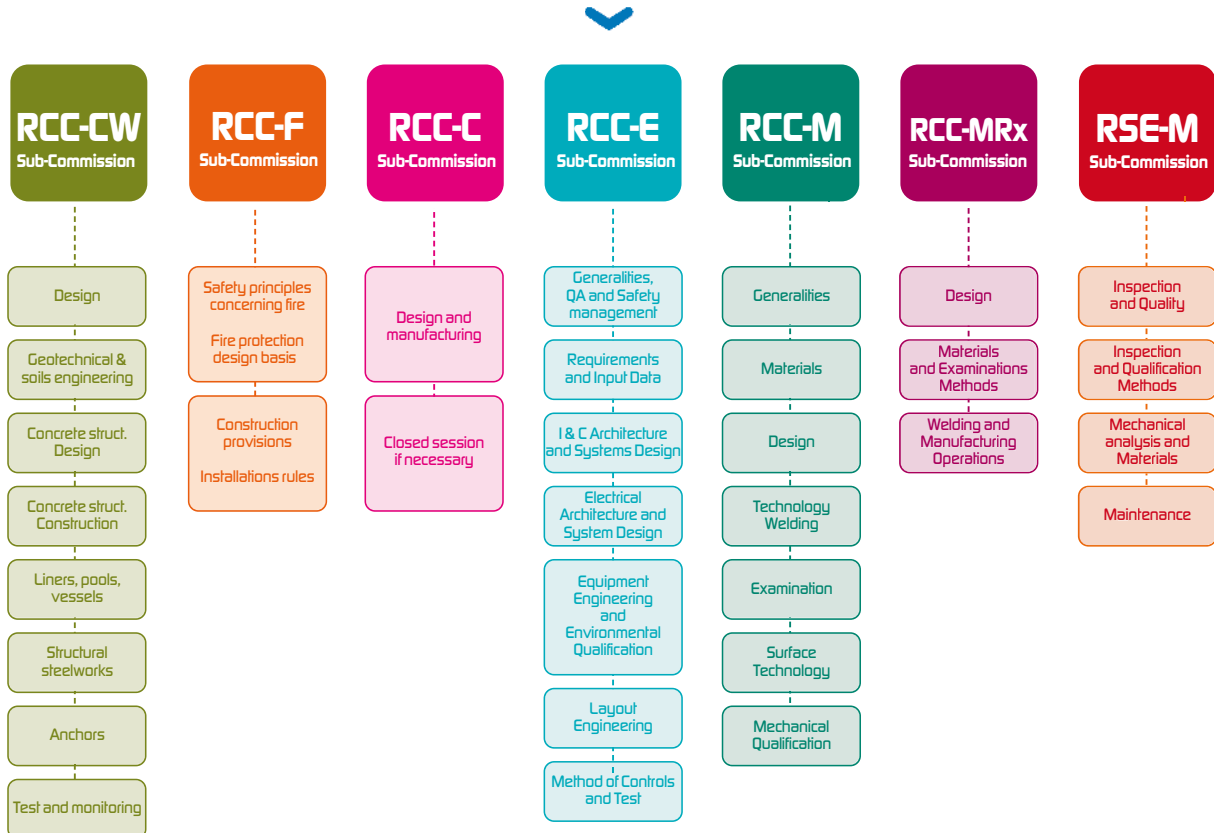 RCC-CW
Sub-Commission
Design
Geotechnical &
soils engineering
Concrete struct.
Design
Concrete struct.
Construction
Liners, pools,
vessels
Structural
steelworks
Anchors
Test and monitoring
RCC-F
Sub-Commission
Safety principles
concerning fire
Fire protection
design basis
Construction
provisions
Installations rules
RCC-C
Sub-Commission
Design and
manufacturing
Closed session
if necessary
RCC-E
Sub-Commission
Generalities,
QA and Safety
management
Requirements
and Input Data
I & C Architecture
and Systems Design
Electrical
Architecture and
System Design
Equipment
Engineering
and
Environmental
Qualification
Layout
Engineering
Method of Controls
and Test
RCC-M
Sub-Commission
Generalities
Materials
Design
Technology
Welding
Examination
Surface
Technology
Mechanical
Qualification
RCC-MRx
Sub-Commission
Design
Materials
and Examinations
Methods
Welding and
Manufacturing
Operations
RSE-M
Sub-Commission
Inspection
and Quality
Inspection
and Qualification
Methods
Mechanical
analysis and
Materials
Maintenance